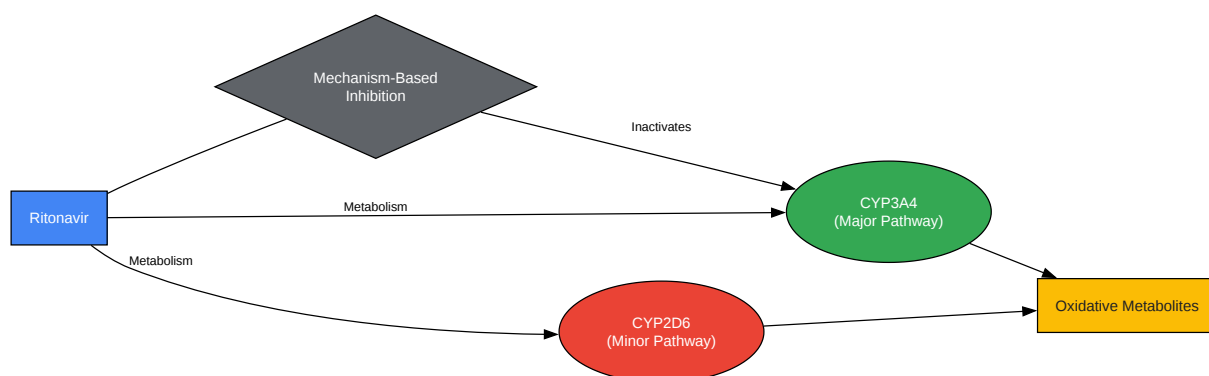 Mechanism-Based
Inhibition
Inactivates
Ritonavir
Metabolism
CYP3A4
(Major Pathway)
Metabolism
Oxidative Metabolites
CYP2D6
(Minor Pathway)